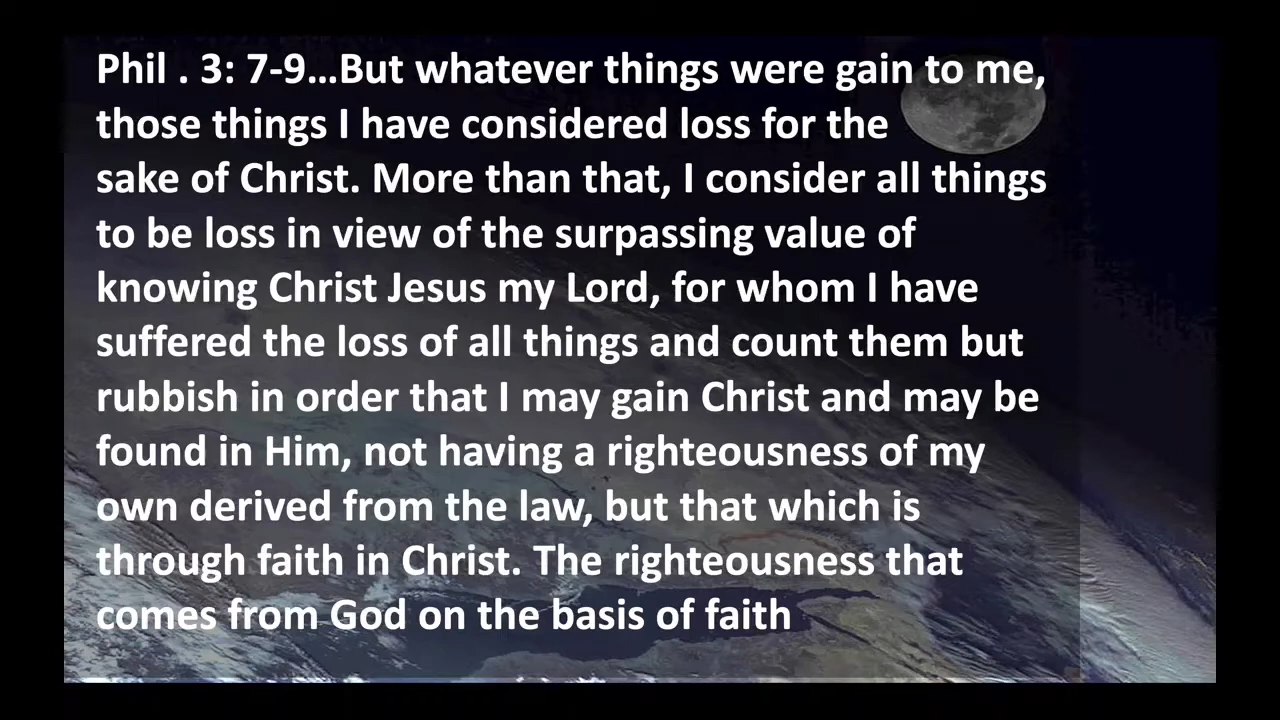 Phil . 3: 7-9...But whatever things were gain to me,
those things I have considered loss for the
sake of Christ. More than that, I consider all things
to be loss in view of the surpassing value of
knowing Christ Jesus my Lord, for whom I have
suffered the loss of all things and count them but
rubbish in order that I may gain Christ and may be
found in Him, not having a righteousness of my
own derived from the law, but that which is
through faith in Christ. The righteousness that
comes from God on the basis of faith